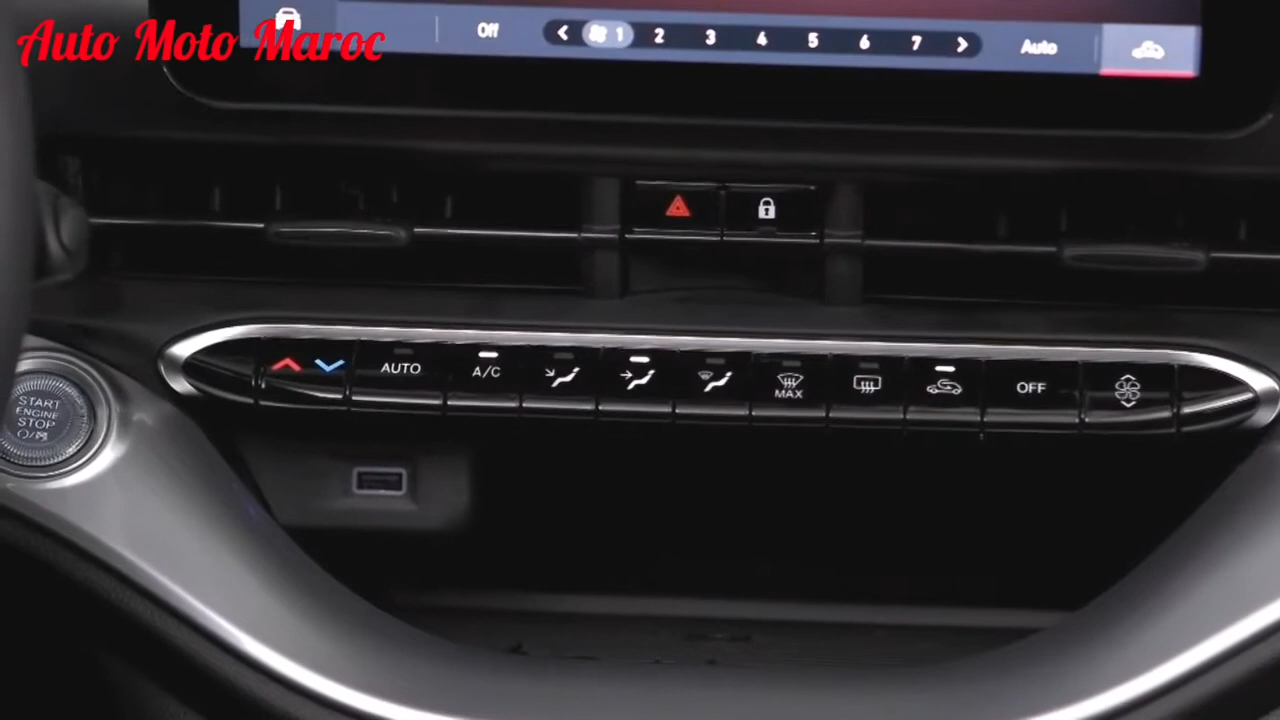 Auto Moto Maroc
Off
1 2 3 4 5 6 7
Auto
AUTO
A/C
MAX
OFF
START
ENGINE
STOP